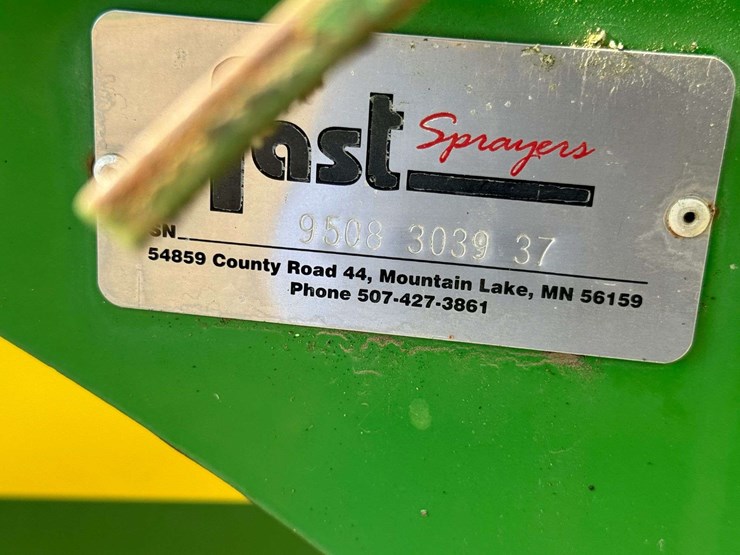 Fast Sprayers
SN 9508 3039 37
54859 County Road 44, Mountain Lake, MN 56159
Phone 507-427-3861